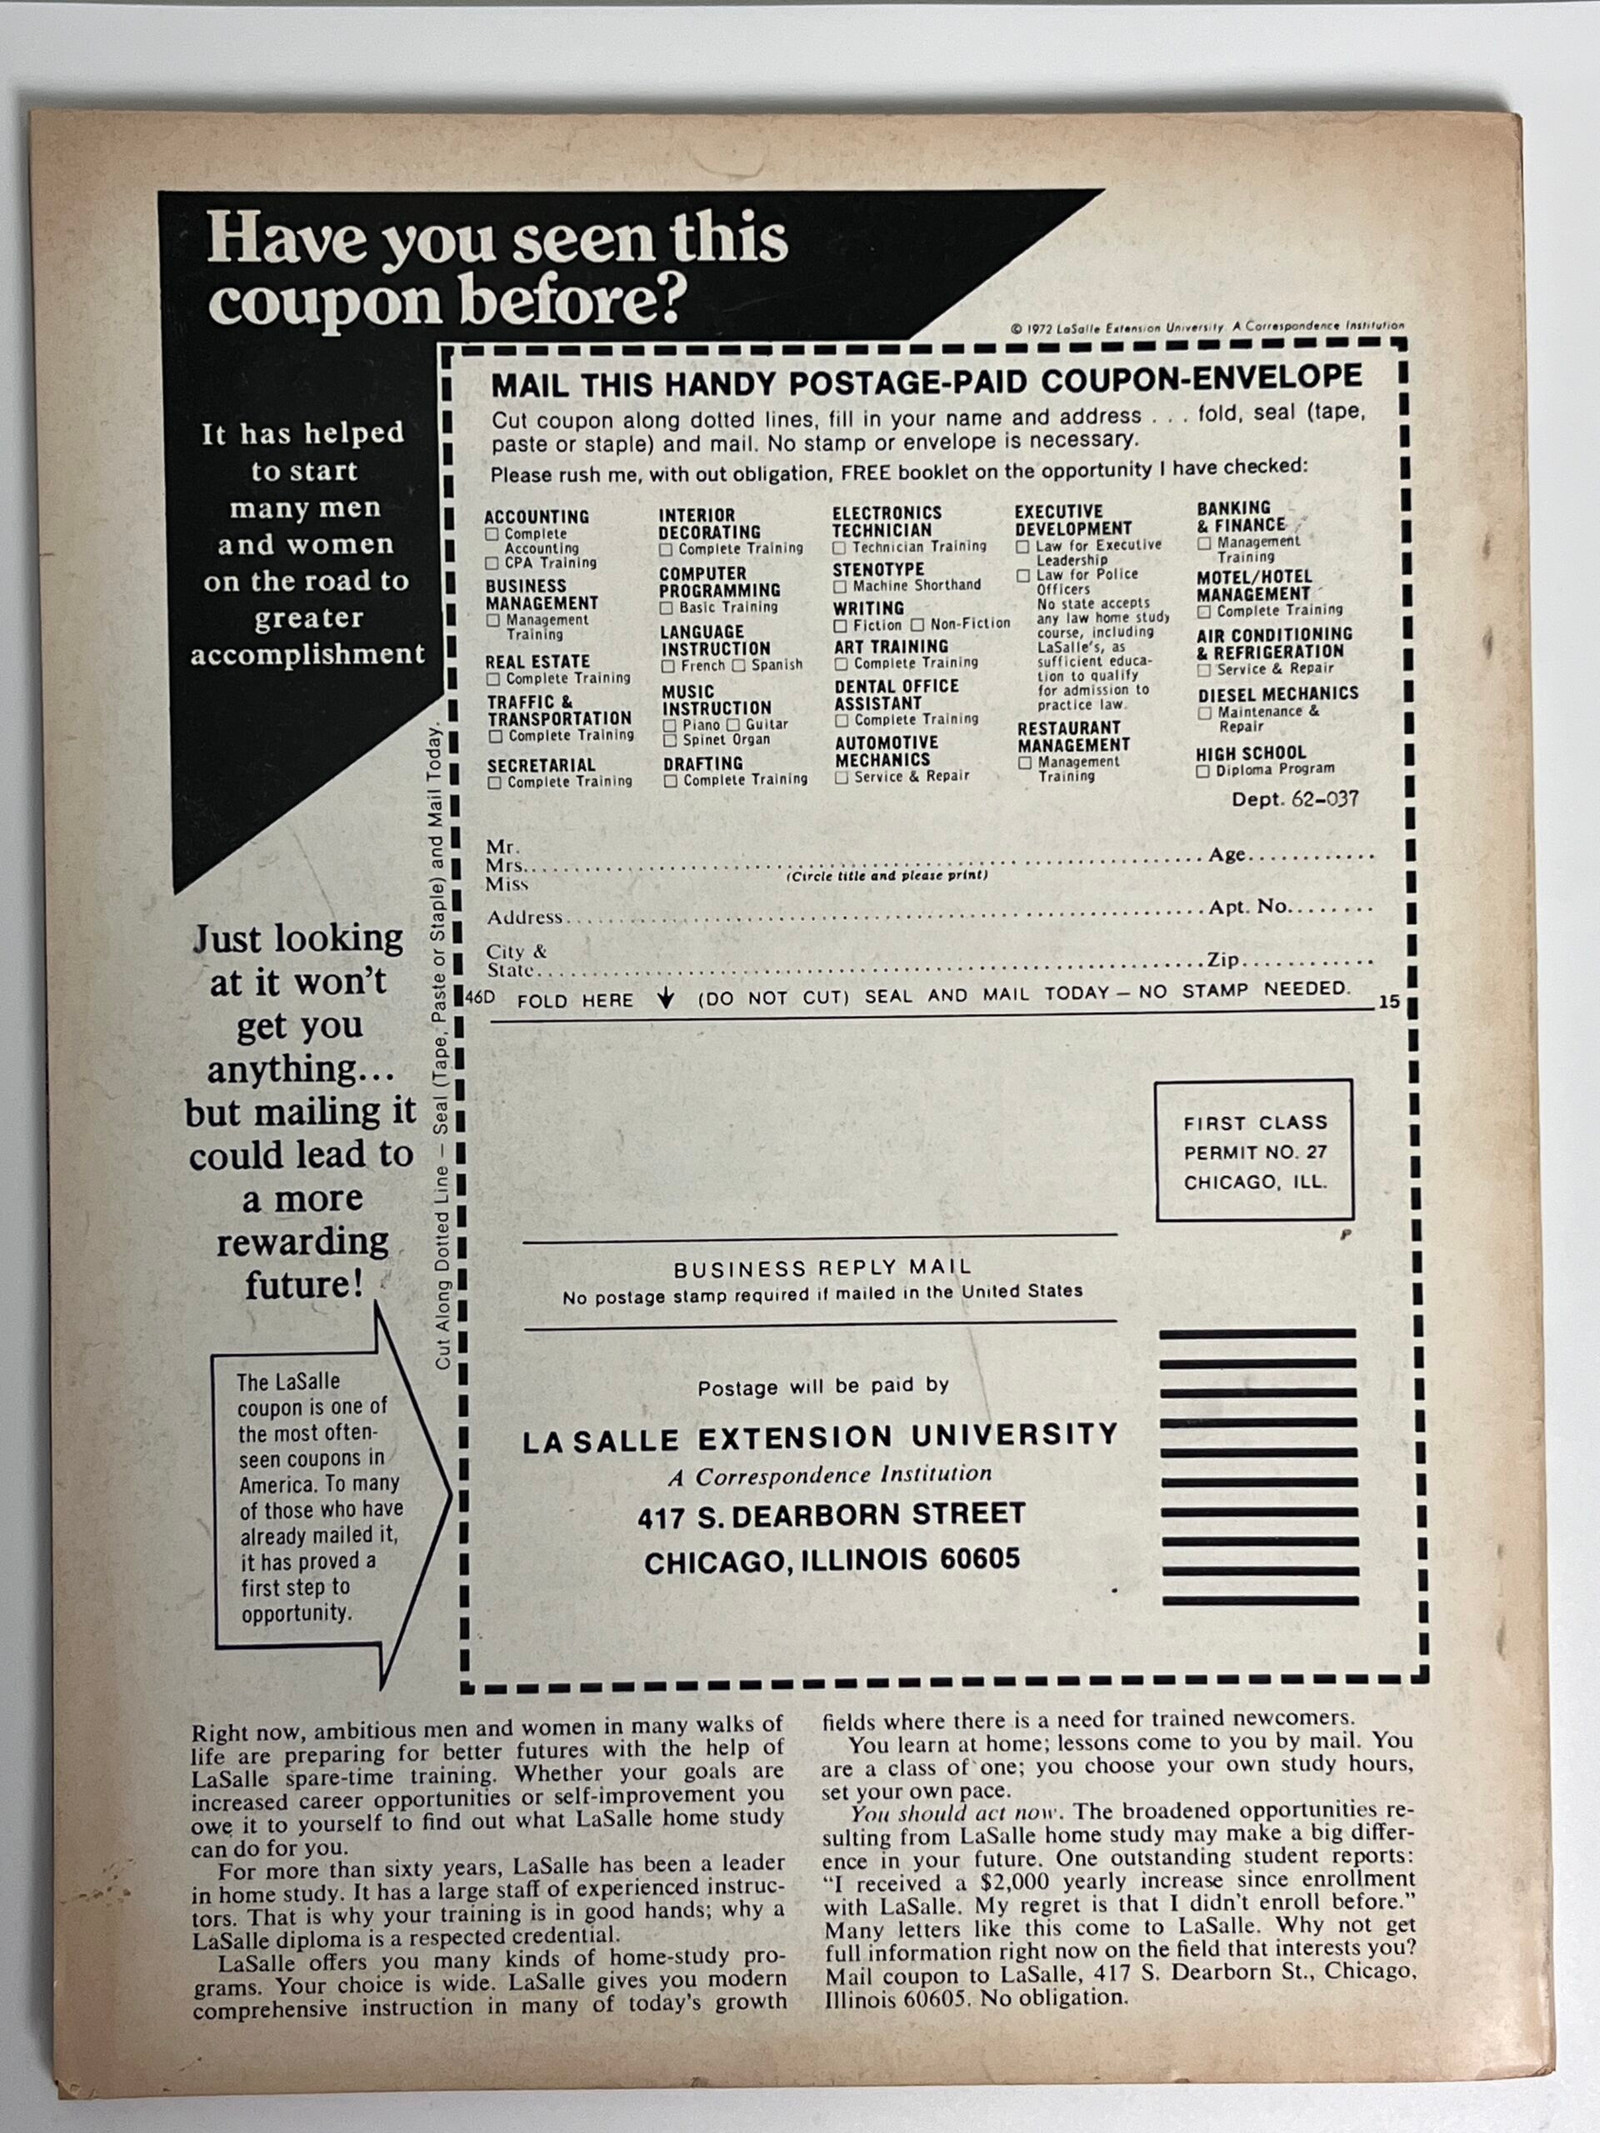 Have you seen this
coupon before?
© 1972 LaSalle Extension University A Correspondence Institution
It has helped
to start
many men
and women
on the road to
greater
accomplishment
Just looking
at it won't
get you
anything...
but mailing it
could lead to
a more
rewarding
future!
The LaSalle
coupon is one of
the most often-
seen coupons in
America. To many
of those who have
already mailed it,
it has proved a
first step to
opportunity.
Cut Along Dotted Line – Seal (Tape, Paste or Staple) and Mail Today.
MAIL THIS HANDY POSTAGE-PAID COUPON-ENVELOPE
Cut coupon along dotted lines, fill in your name and address . . . fold, seal (tape,
paste or staple) and mail. No stamp or envelope is necessary.
Please rush me, with out obligation, FREE booklet on the opportunity I have checked:
ACCOUNTING
☐ Complete
Accounting
☐ CPA Training
BUSINESS
MANAGEMENT
☐ Management
Training
REAL ESTATE
☐ Complete Training
TRAFFIC &
TRANSPORTATION
☐ Complete Training
SECRETARIAL
☐ Complete Training
INTERIOR
DECORATING
☐ Complete Training
COMPUTER
PROGRAMMING
☐ Basic Training
LANGUAGE
INSTRUCTION
☐ French ☐ Spanish
MUSIC
INSTRUCTION
☐ Piano ☐ Guitar
☐ Spinet Organ
DRAFTING
☐ Complete Training
ELECTRONICS
TECHNICIAN
☐ Technician Training
STENOTYPE
☐ Machine Shorthand
WRITING
☐ Fiction ☐ Non-Fiction
ART TRAINING
☐ Complete Training
DENTAL OFFICE
ASSISTANT
☐ Complete Training
AUTOMOTIVE
MECHANICS
☐ Service & Repair
EXECUTIVE
DEVELOPMENT
☐ Law for Executive
Leadership
☐ Law for Police
Officers
No state accepts
any law home study
course, including
LaSalle's, as
sufficient educa-
tion to qualify
for admission to
practice law.
RESTAURANT
MANAGEMENT
☐ Management
Training
BANKING
& FINANCE
☐ Management
Training
MOTEL/HOTEL
MANAGEMENT
☐ Complete Training
AIR CONDITIONING
& REFRIGERATION
☐ Service & Repair
DIESEL MECHANICS
☐ Maintenance &
Repair
HIGH SCHOOL
☐ Diploma Program
Dept. 62-037
Mr.
Mrs. Age
Miss
(Circle title and please print)
Address Apt. No.
City &
State Zip
46D FOLD HERE ↓ (DO NOT CUT) SEAL AND MAIL TODAY – NO STAMP NEEDED. 15
FIRST CLASS
PERMIT NO. 27
CHICAGO, ILL.
BUSINESS REPLY MAIL
No postage stamp required if mailed in the United States
Postage will be paid by
LA SALLE EXTENSION UNIVERSITY
A Correspondence Institution
417 S. DEARBORN STREET
CHICAGO, ILLINOIS 60605
Right now, ambitious men and women in many walks of
life are preparing for better futures with the help of
LaSalle spare-time training. Whether your goals are
increased career opportunities or self-improvement you
owe it to yourself to find out what LaSalle home study
can do for you.
For more than sixty years, LaSalle has been a leader
in home study. It has a large staff of experienced instruc-
tors. That is why your training is in good hands; why a
LaSalle diploma is a respected credential.
LaSalle offers you many kinds of home-study pro-
grams. Your choice is wide. LaSalle gives you modern
comprehensive instruction in many of today's growth
fields where there is a need for trained newcomers.
You learn at home; lessons come to you by mail. You
are a class of one; you choose your own study hours,
set your own pace.
You should act now. The broadened opportunities re-
sulting from LaSalle home study may make a big differ-
ence in your future. One outstanding student reports:
"I received a $2,000 yearly increase since enrollment
with LaSalle. My regret is that I didn't enroll before."
Many letters like this come to LaSalle. Why not get
full information right now on the field that interests you?
Mail coupon to LaSalle, 417 S. Dearborn St., Chicago,
Illinois 60605. No obligation.